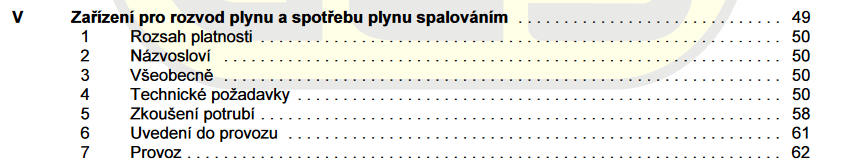 V Zařízení pro rozvod plynu a spotřebu plynu spalováním . . . . . . . . . . . . . . . . . . . . . . . . . . . . 49
1 Rozsah platnosti . . . . . . . . . . . . . . . . . . . . . . . . . . . . . . . . . . . . . . . . . . . . . . . . . . . . . . . . 50
2 Názvosloví . . . . . . . . . . . . . . . . . . . . . . . . . . . . . . . . . . . . . . . . . . . . . . . . . . . . . . . . . . . . 50
3 Všeobecně . . . . . . . . . . . . . . . . . . . . . . . . . . . . . . . . . . . . . . . . . . . . . . . . . . . . . . . . . . . . . 50
4 Technické požadavky . . . . . . . . . . . . . . . . . . . . . . . . . . . . . . . . . . . . . . . . . . . . . . . . . . . . 50
5 Zkoušení potrubí . . . . . . . . . . . . . . . . . . . . . . . . . . . . . . . . . . . . . . . . . . . . . . . . . . . . . . . . 58
6 Uvedení do provozu . . . . . . . . . . . . . . . . . . . . . . . . . . . . . . . . . . . . . . . . . . . . . . . . . . . . . 61
7 Provoz . . . . . . . . . . . . . . . . . . . . . . . . . . . . . . . . . . . . . . . . . . . . . . . . . . . . . . . . . . . . . . . . 62